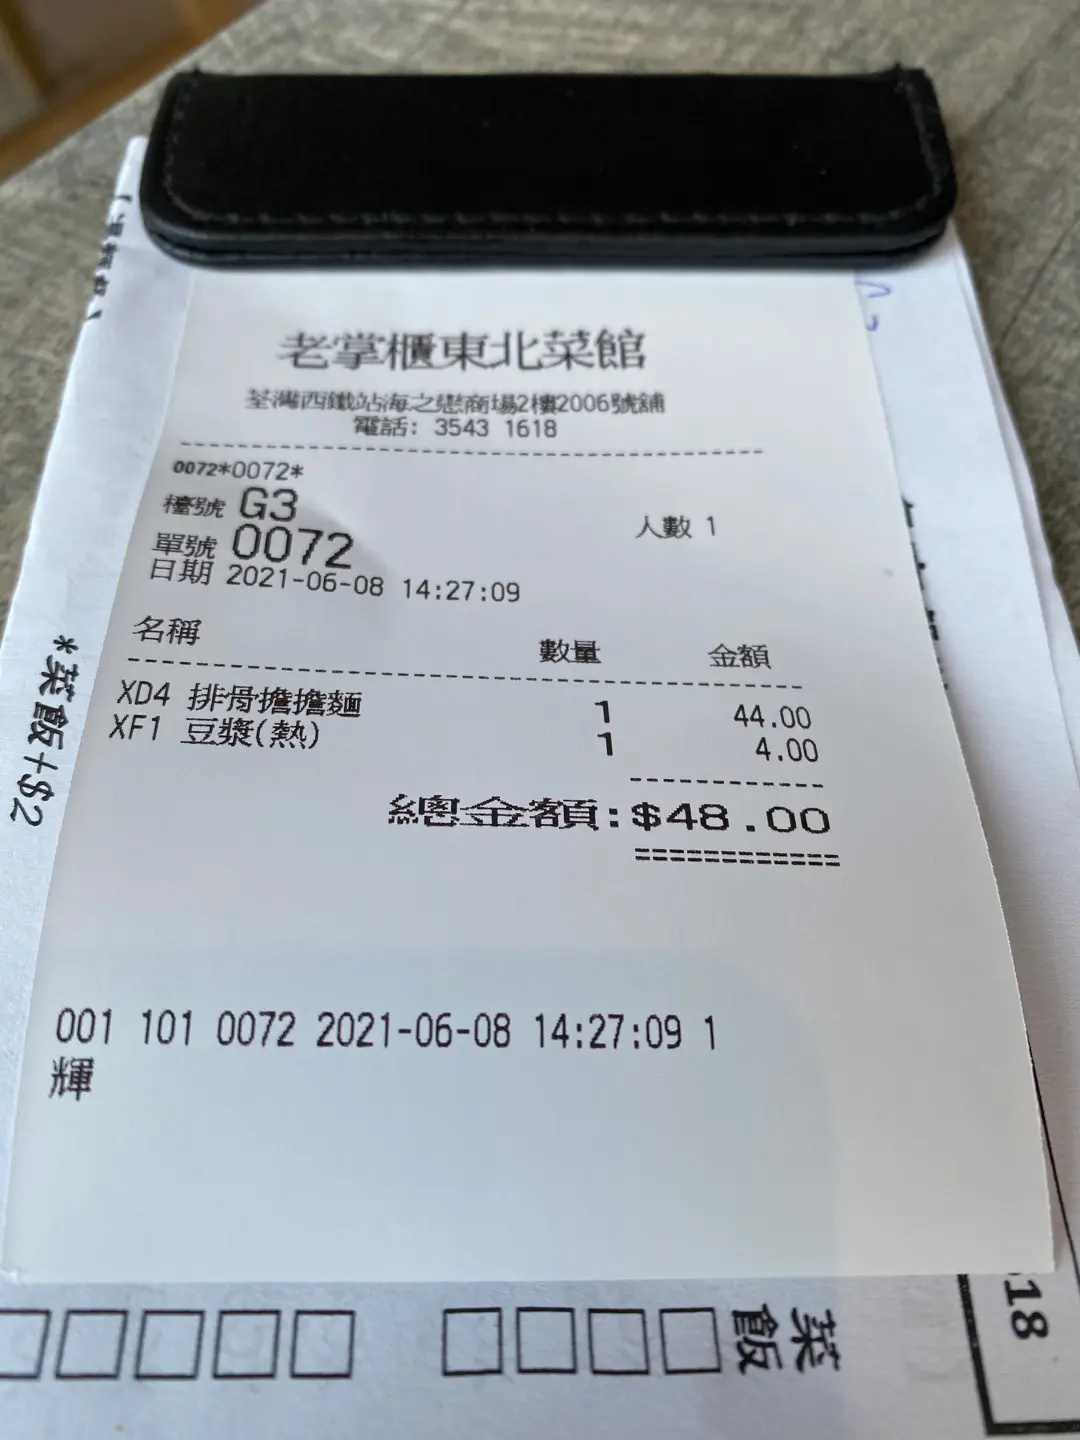 老掌櫃東北菜館
荃灣西鐵站海之戀商場2樓2006號舖
電話: 3543 1618
0072*0072*
檯號 G3
人數 1
單號 0072
日期 2021-06-08 14:27:09
名稱 數量 金額
XD4 排骨擔擔麵 1 44.00
XF1 豆漿(熱) 1 4.00
總金額:$48.00
001 101 0072 2021-06-08 14:27:09 1
輝
*菜飯+$2
菜飯